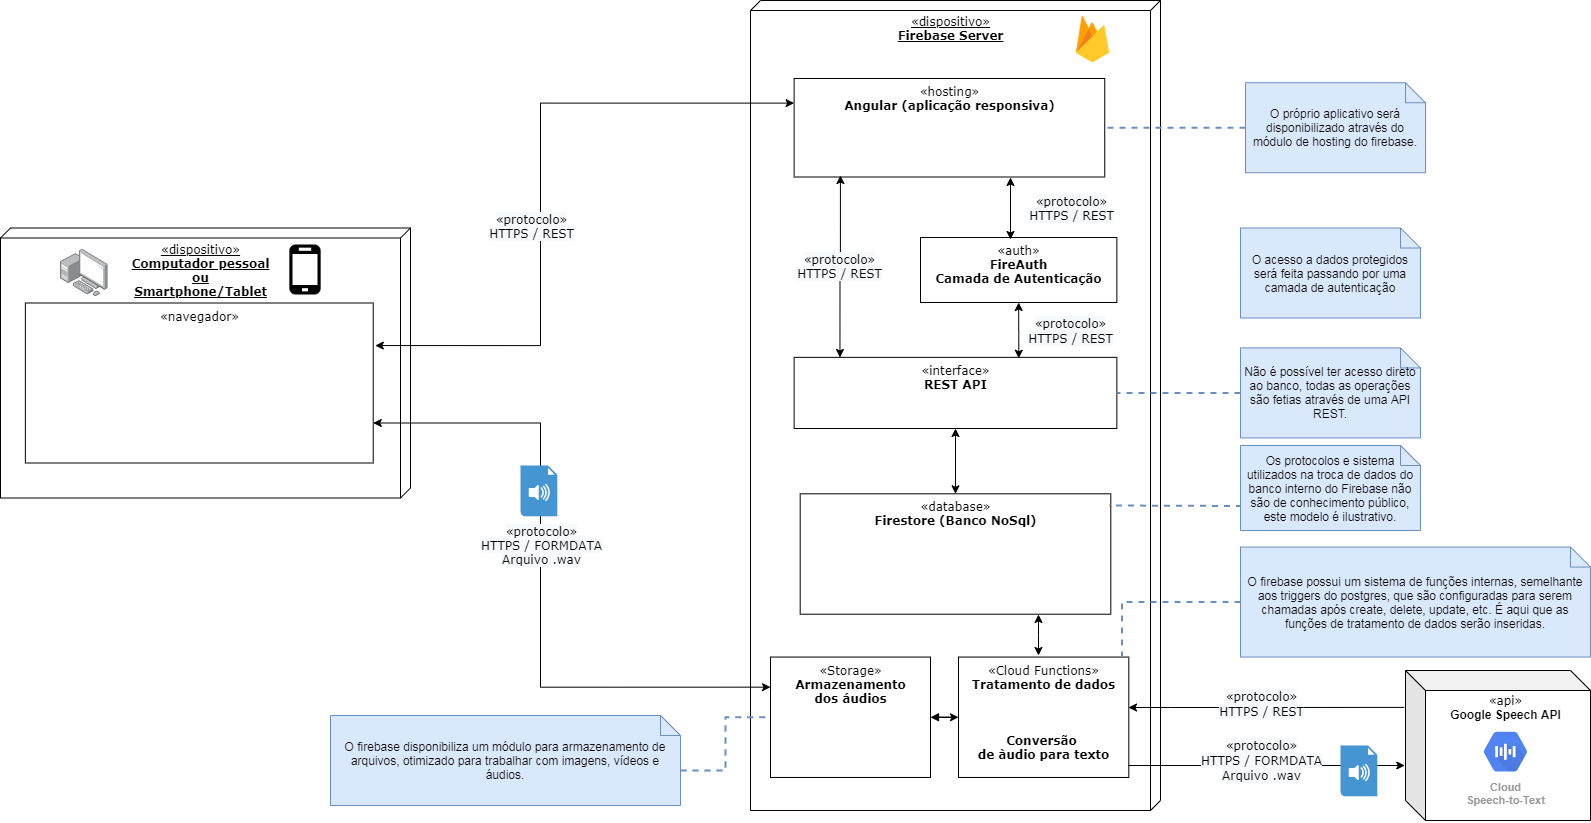 «dispositivo»
Firebase Server
«hosting»
Angular (aplicação responsiva)
O próprio aplicativo será
disponibilizado através do
módulo de hosting do firebase.
«protocolo»
HTTPS / REST
«protocolo»
HTTPS / REST
«dispositivo»
Computador pessoal
ou
Smartphone/Tablet
«navegador»
«protocolo»
HTTPS / REST
«auth»
FireAuth
Camada de Autenticação
O acesso a dados protegidos
será feita passando por uma
camada de autenticação
«protocolo»
HTTPS / REST
«interface»
REST API
Não é possível ter acesso direto
ao banco, todas as operações
são fetias através de uma API
REST.
Os protocolos e sistema
utilizados na troca de dados do
banco interno do Firebase não
são de conhecimento público,
este modelo é ilustrativo.
«database»
Firestore (Banco NoSql)
«protocolo»
HTTPS / FORMDATA
Arquivo .wav
O firebase possui um sistema de funções internas, semelhante
aos triggers do postgres, que são configuradas para serem
chamadas após create, delete, update, etc. É aqui que as
funções de tratamento de dados serão inseridas.
«Storage»
Armazenamento
dos áudios
«Cloud Functions»
Tratamento de dados
Conversão
de àudio para texto
«protocolo»
HTTPS / REST
«protocolo»
HTTPS / FORMDATA
Arquivo .wav
«api»
Google Speech API
Cloud
Speech-to-Text
O firebase disponibiliza um módulo para armazenamento de
arquivos, otimizado para trabalhar com imagens, vídeos e
áudios.